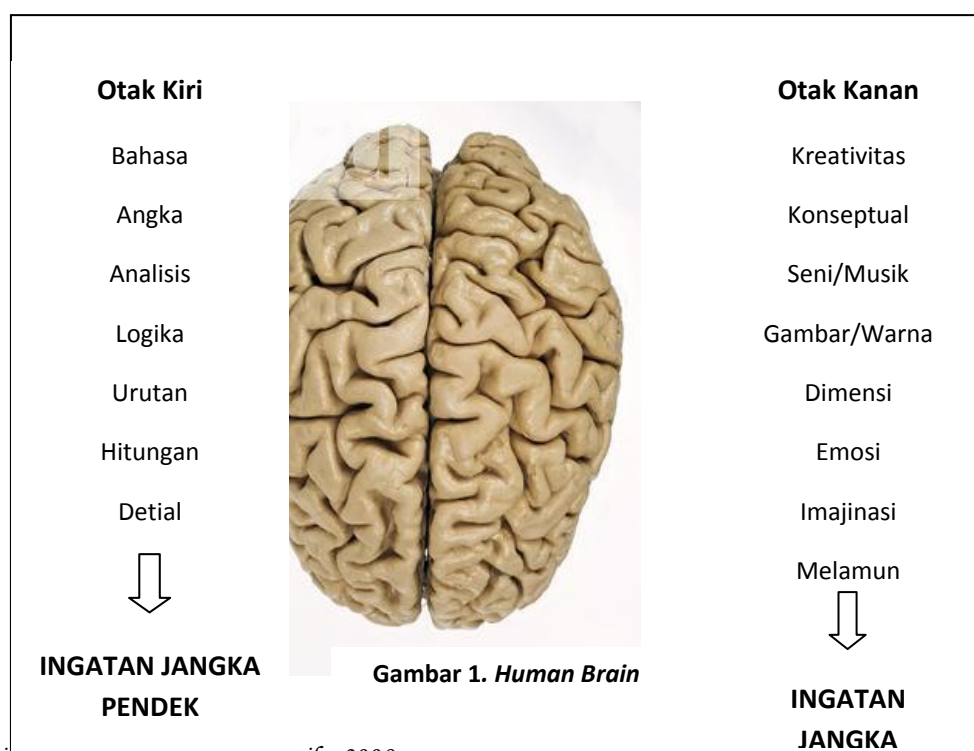 Otak Kiri
Bahasa
Angka
Analisis
Logika
Urutan
Hitungan
Detial
INGATAN JANGKA
PENDEK
Otak Kanan
Kreativitas
Konseptual
Seni/Musik
Gambar/Warna
Dimensi
Emosi
Imajinasi
Melamun
INGATAN
JANGKA
Gambar 1. Human Brain